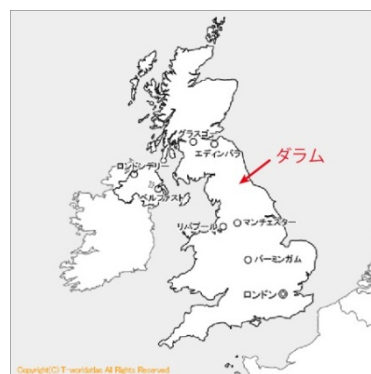 グラスゴー
エディンバラ
ダラム
ロンドンデリー
ベルファスト
リバプール
マンチェスター
バーミンガム
ロンドン
Copyright(C) T-worldatlas All Rights Reserved